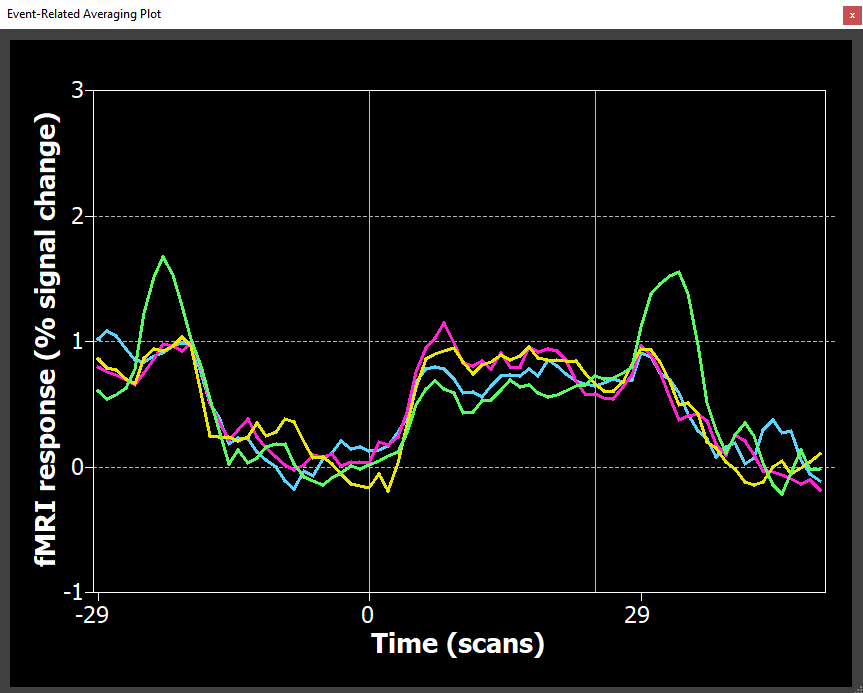 Event-Related Averaging Plot
x
fMRI response (% signal change)
3
2
1
0
-1
-29
0
29
Time (scans)